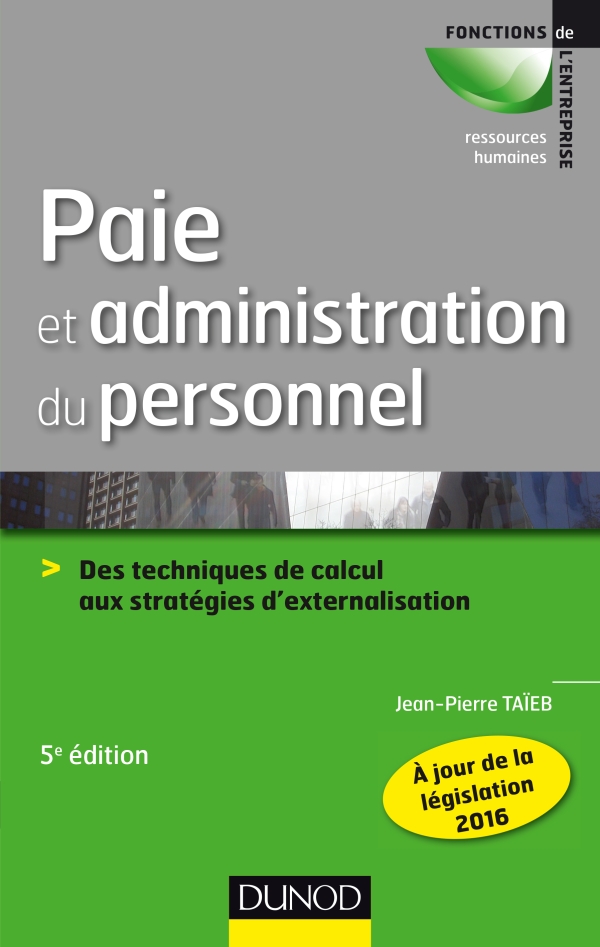 FONCTIONS de
L'ENTREPRISE
ressources
humaines
Paie
et administration
du personnel
> Des techniques de calcul
aux stratégies d'externalisation
Jean-Pierre TAÏEB
5e édition
À jour de la
législation
2016
DUNOD